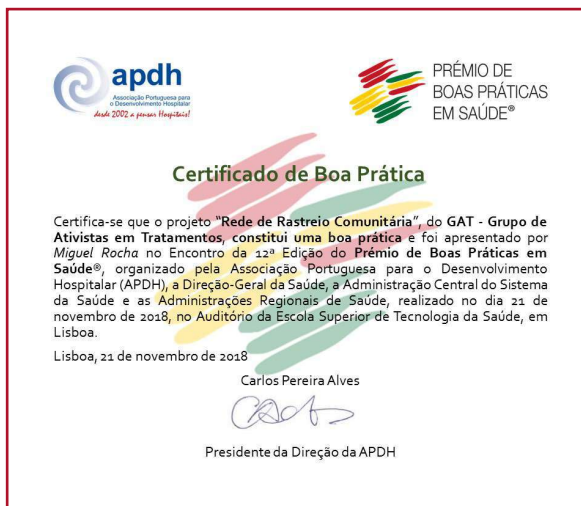 apdh
Associação Portuguesa para
o Desenvolvimento Hospitalar
desde 2002 a pensar Hospitais!
PRÉMIO DE
BOAS PRÁTICAS
EM SAÚDE®
Certificado de Boa Prática
Certifica-se que o projeto “Rede de Rastreio Comunitária”, do GAT - Grupo de
Ativistas em Tratamentos, constitui uma boa prática e foi apresentado por
Miguel Rocha no Encontro da 12ª Edição do Prémio de Boas Práticas em
Saúde®, organizado pela Associação Portuguesa para o Desenvolvimento
Hospitalar (APDH), a Direção-Geral da Saúde, a Administração Central do Sistema
da Saúde e as Administrações Regionais de Saúde, realizado no dia 21 de
novembro de 2018, no Auditório da Escola Superior de Tecnologia da Saúde, em
Lisboa.
Lisboa, 21 de novembro de 2018
Carlos Pereira Alves
Presidente da Direção da APDH